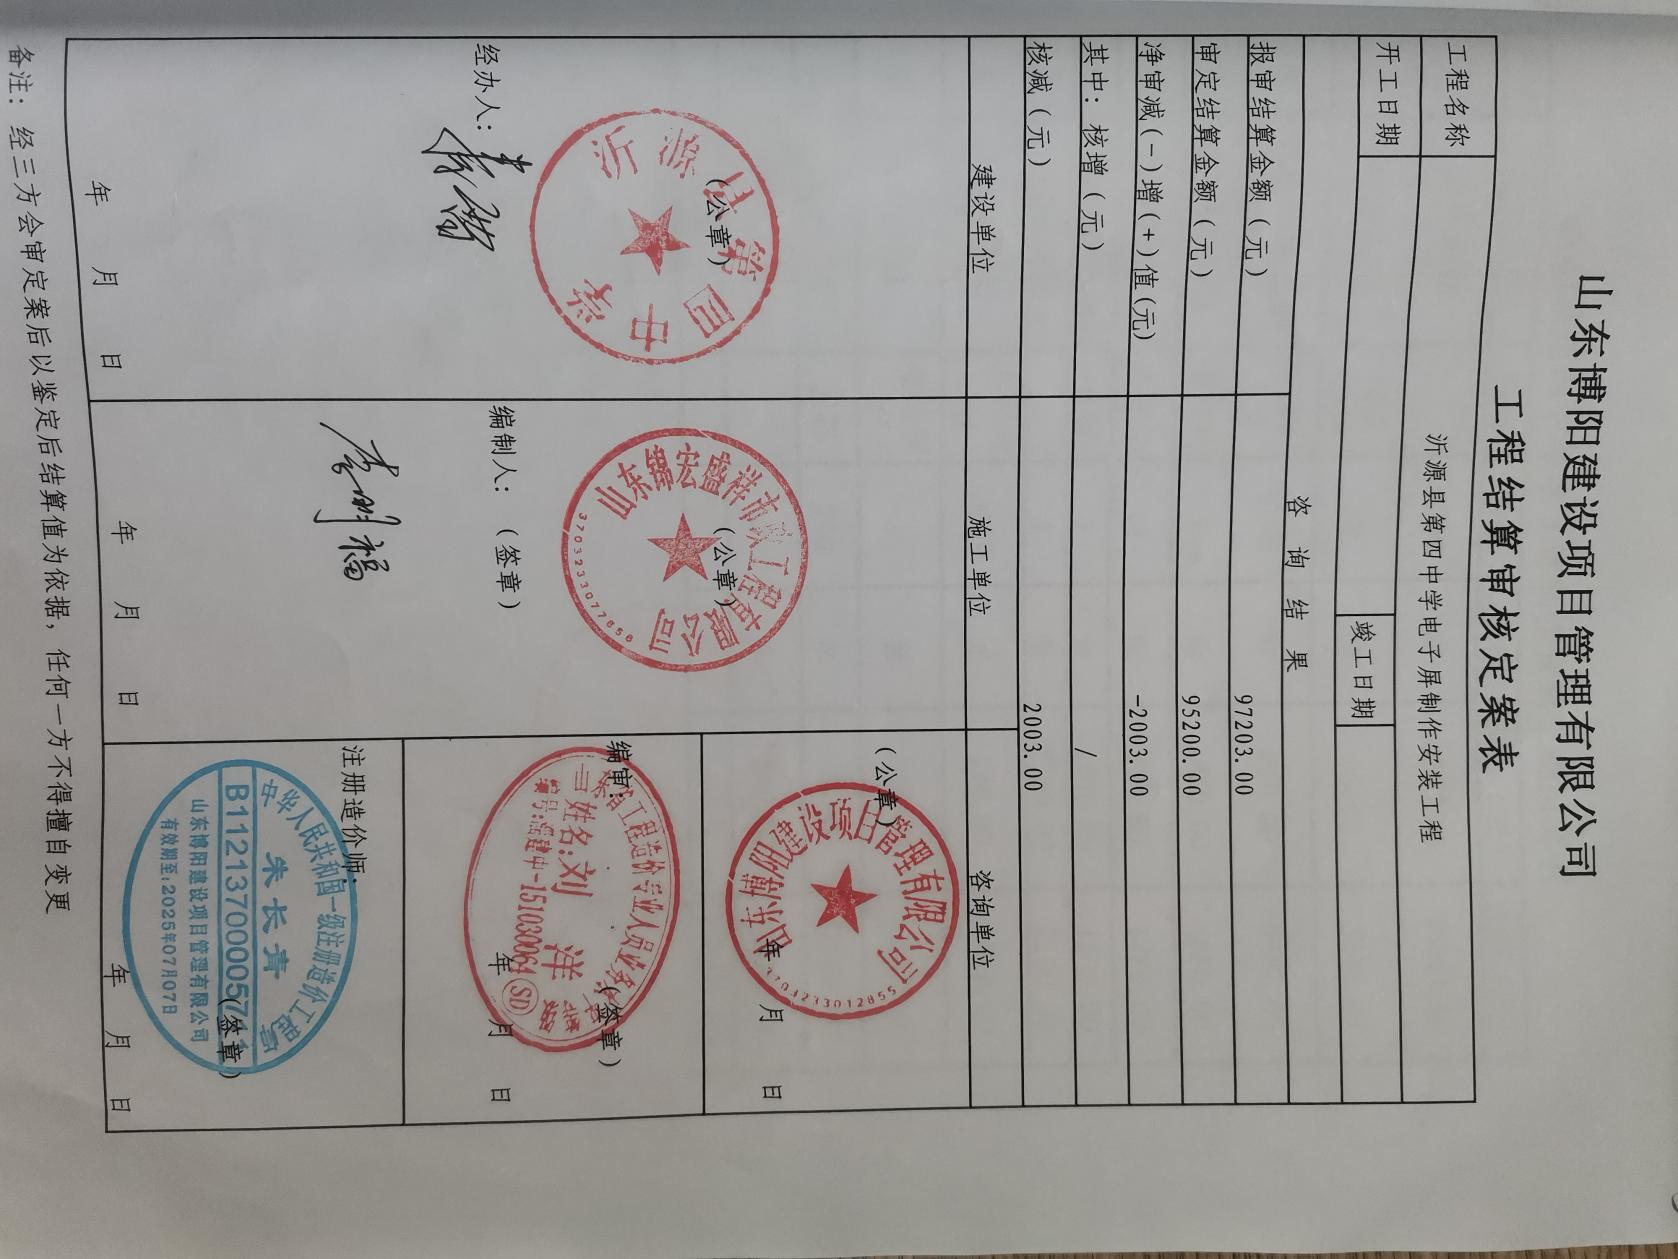 山东博阳建设项目管理有限公司
工程结算审核定案表
工程名称 沂源县第四中学电子屏制作安装工程
开工日期 竣工日期
咨询结果
报审结算金额(元) 97203.00
审定结算金额(元) 95200.00
净审减(-)增(+)值(元) -2003.00
其中: 核增(元) /
核减(元) 2003.00
建设单位 施工单位 咨询单位
(公章)
沂源县第四中学
经办人:
年 月 日
(公章)
山东锦宏盛祥市政工程有限公司
3703233077658
编制人: (签章)
李明福
年 月 日
(公章)
山东博阳建设项目管理有限公司
3703233012855
年 月 日
编审: (签章)
姓名:刘 洋
年 月 日
注册造价师: (签章)
中华人民共和国一级注册造价工程师
朱长青
山东博阳建设项目管理有限公司
有效期至:2025年07月07日
年 月 日
备注: 经三方会审定案后以鉴定后结算值为依据, 任何一方不得擅自变更